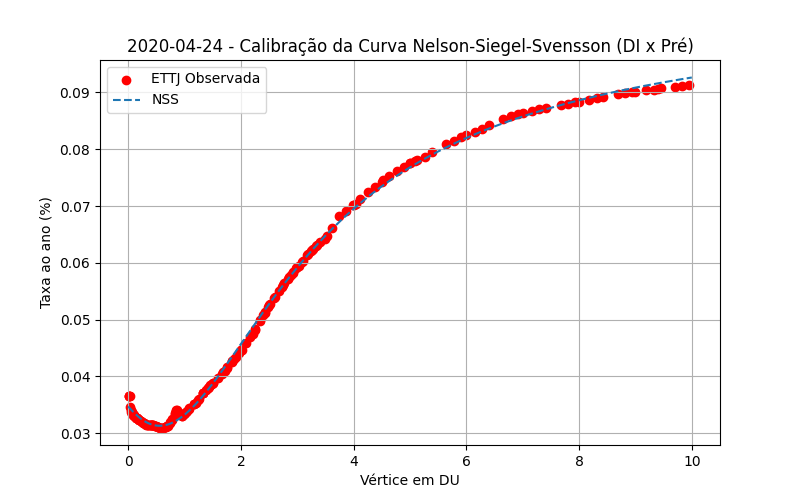 2020-04-24 - Calibração da Curva Nelson-Siegel-Svensson (DI x Pré)
ETTJ Observada
NSS
Taxa ao ano (%)
0.09
0.08
0.07
0.06
0.05
0.04
0.03
0 2 4 6 8 10
Vértice em DU